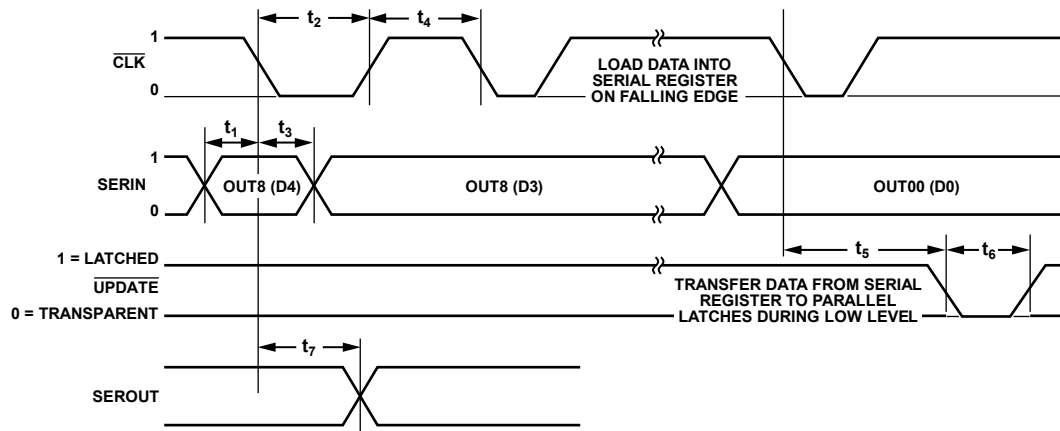 t2
t4
1
CLK
0
LOAD DATA INTO
SERIAL REGISTER
ON FALLING EDGE
t1
t3
1
SERIN
0
OUT8 (D4)
OUT8 (D3)
OUT00 (D0)
t5
t6
1 = LATCHED
UPDATE
0 = TRANSPARENT
TRANSFER DATA FROM SERIAL
REGISTER TO PARALLEL
LATCHES DURING LOW LEVEL
t7
SEROUT